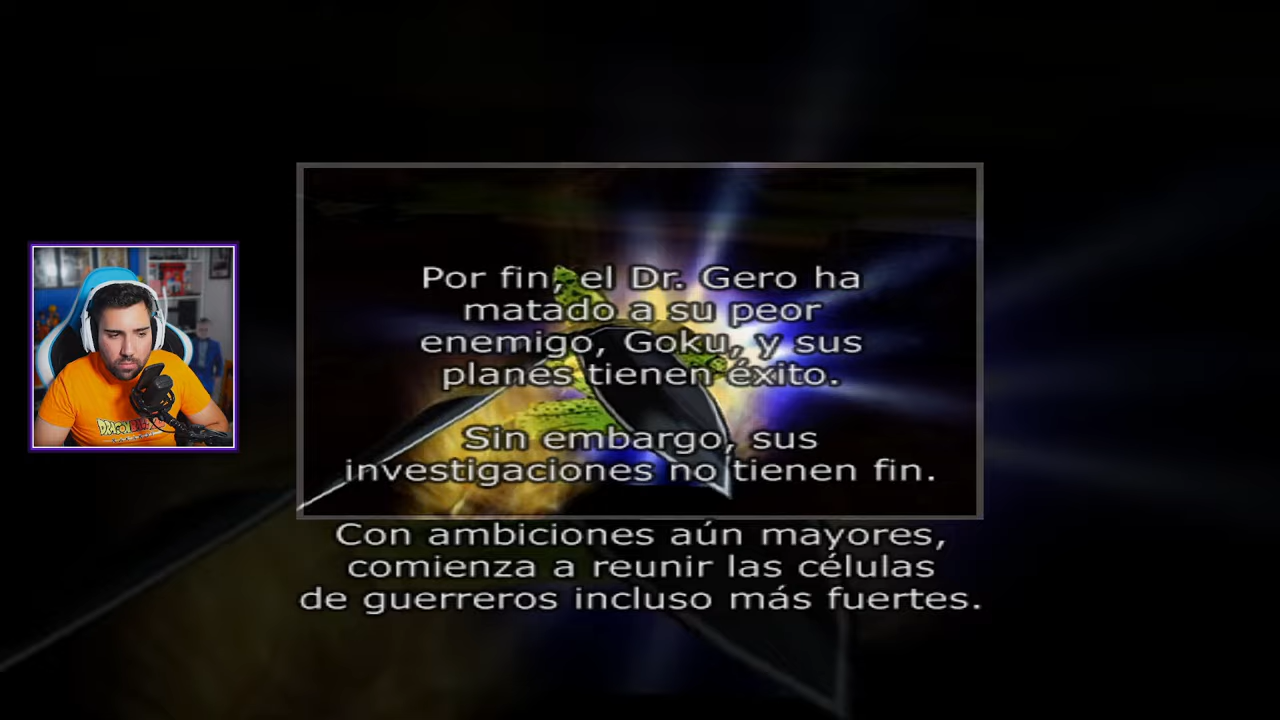 Por fin, el Dr. Gero ha
matado a su peor
enemigo, Goku, y sus
planes tienen éxito.
Sin embargo, sus
investigaciones no tienen fin.
Con ambiciones aún mayores,
comienza a reunir las células
de guerreros incluso más fuertes.